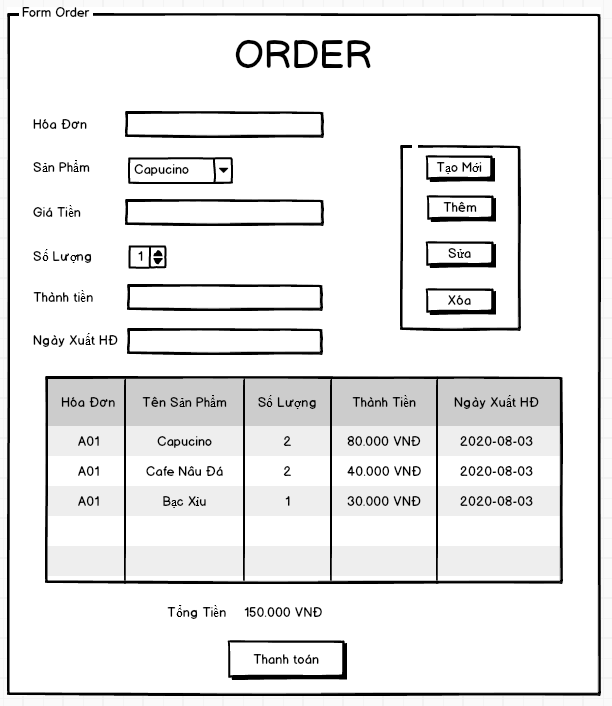 Form Order
ORDER
Hóa Đơn
Sản Phẩm Capucino
Giá Tiền
Số Lượng 1
Thành tiền
Ngày Xuất HĐ
Tạo Mới
Thêm
Sửa
Xóa
Hóa Đơn Tên Sản Phẩm Số Lượng Thành Tiền Ngày Xuất HĐ
A01 Capucino 2 80.000 VNĐ 2020-08-03
A01 Cafe Nâu Đá 2 40.000 VNĐ 2020-08-03
A01 Bạc Xỉu 1 30.000 VNĐ 2020-08-03
Tổng Tiền 150.000 VNĐ
Thanh toán